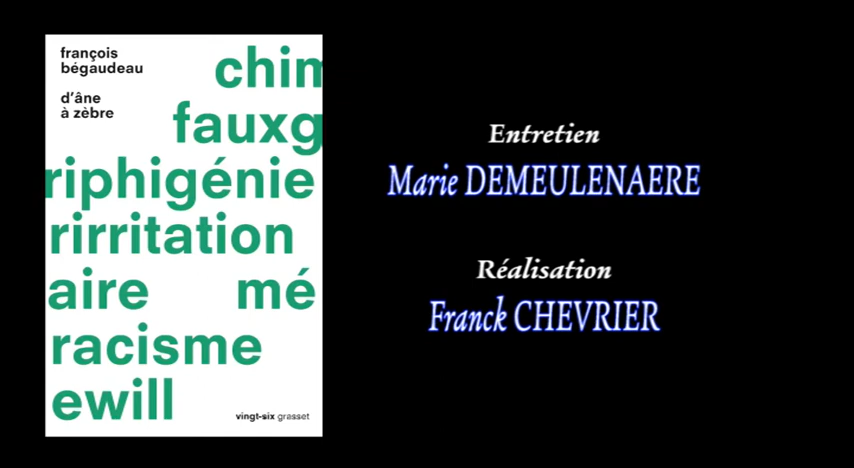 françois
bégaudeau
d'âne
à zèbre
chim
fauxg
riphigénie
rirritation
aire mé
racisme
ewill
vingt-six grasset
Entretien
Marie DEMEULENAERE
Réalisation
Franck CHEVRIER